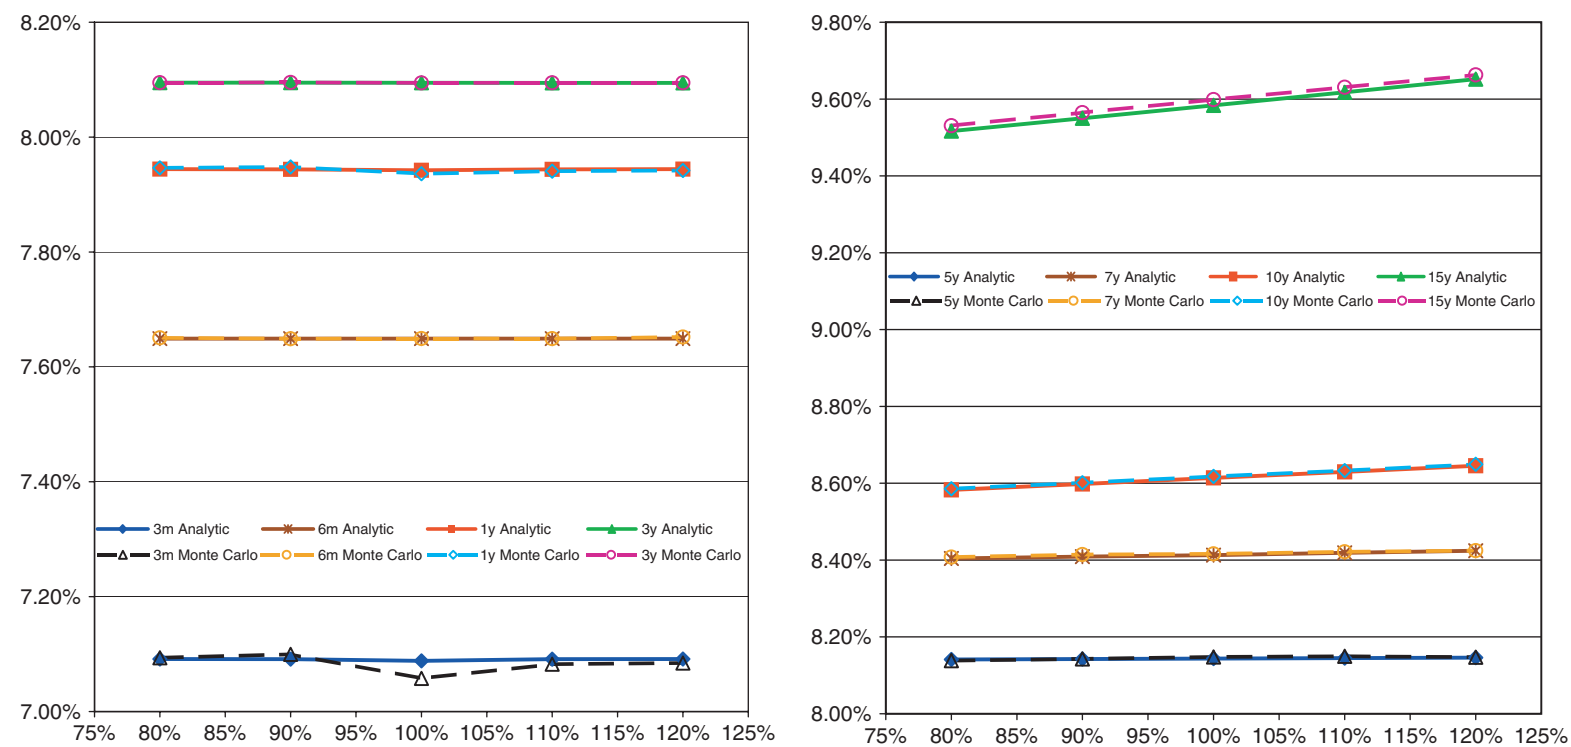 8.20%
8.00%
7.80%
7.60%
7.40%
3m Analytic 6m Analytic 1y Analytic 3y Analytic
3m Monte Carlo 6m Monte Carlo 1y Monte Carlo 3y Monte Carlo
7.20%
7.00%
75% 80% 85% 90% 95% 100% 105% 110% 115% 120% 125%
9.80%
9.60%
9.40%
9.20%
5y Analytic 7y Analytic 10y Analytic 15y Analytic
5y Monte Carlo 7y Monte Carlo 10y Monte Carlo 15y Monte Carlo
9.00%
8.80%
8.60%
8.40%
8.20%
8.00%
75% 80% 85% 90% 95% 100% 105% 110% 115% 120% 125%